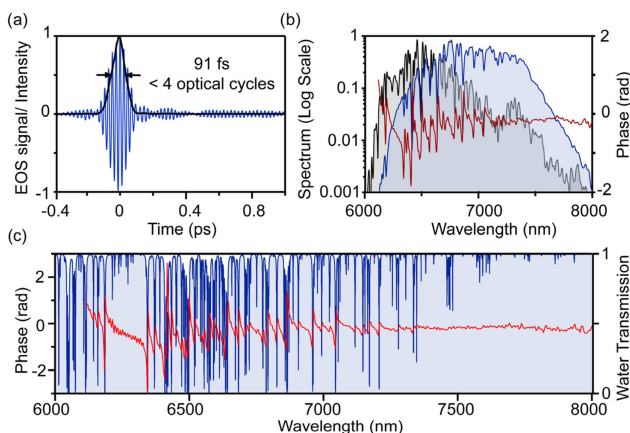 (a)
EOS signal/ Intensity
1
0
1
91 fs
< 4 optical cycles
-0.4 0 0.4 0.8
Time (ps)
(b)
Spectrum (Log Scale)
1
0.1
0.01
0.001
6000 7000 8000
Wavelength (nm)
2
1
0
-1
-2
Phase (rad)
(c)
Phase (rad)
2
0
-2
6000 6500 7000 7500 8000
Wavelength (nm)
1
0
Water Transmission